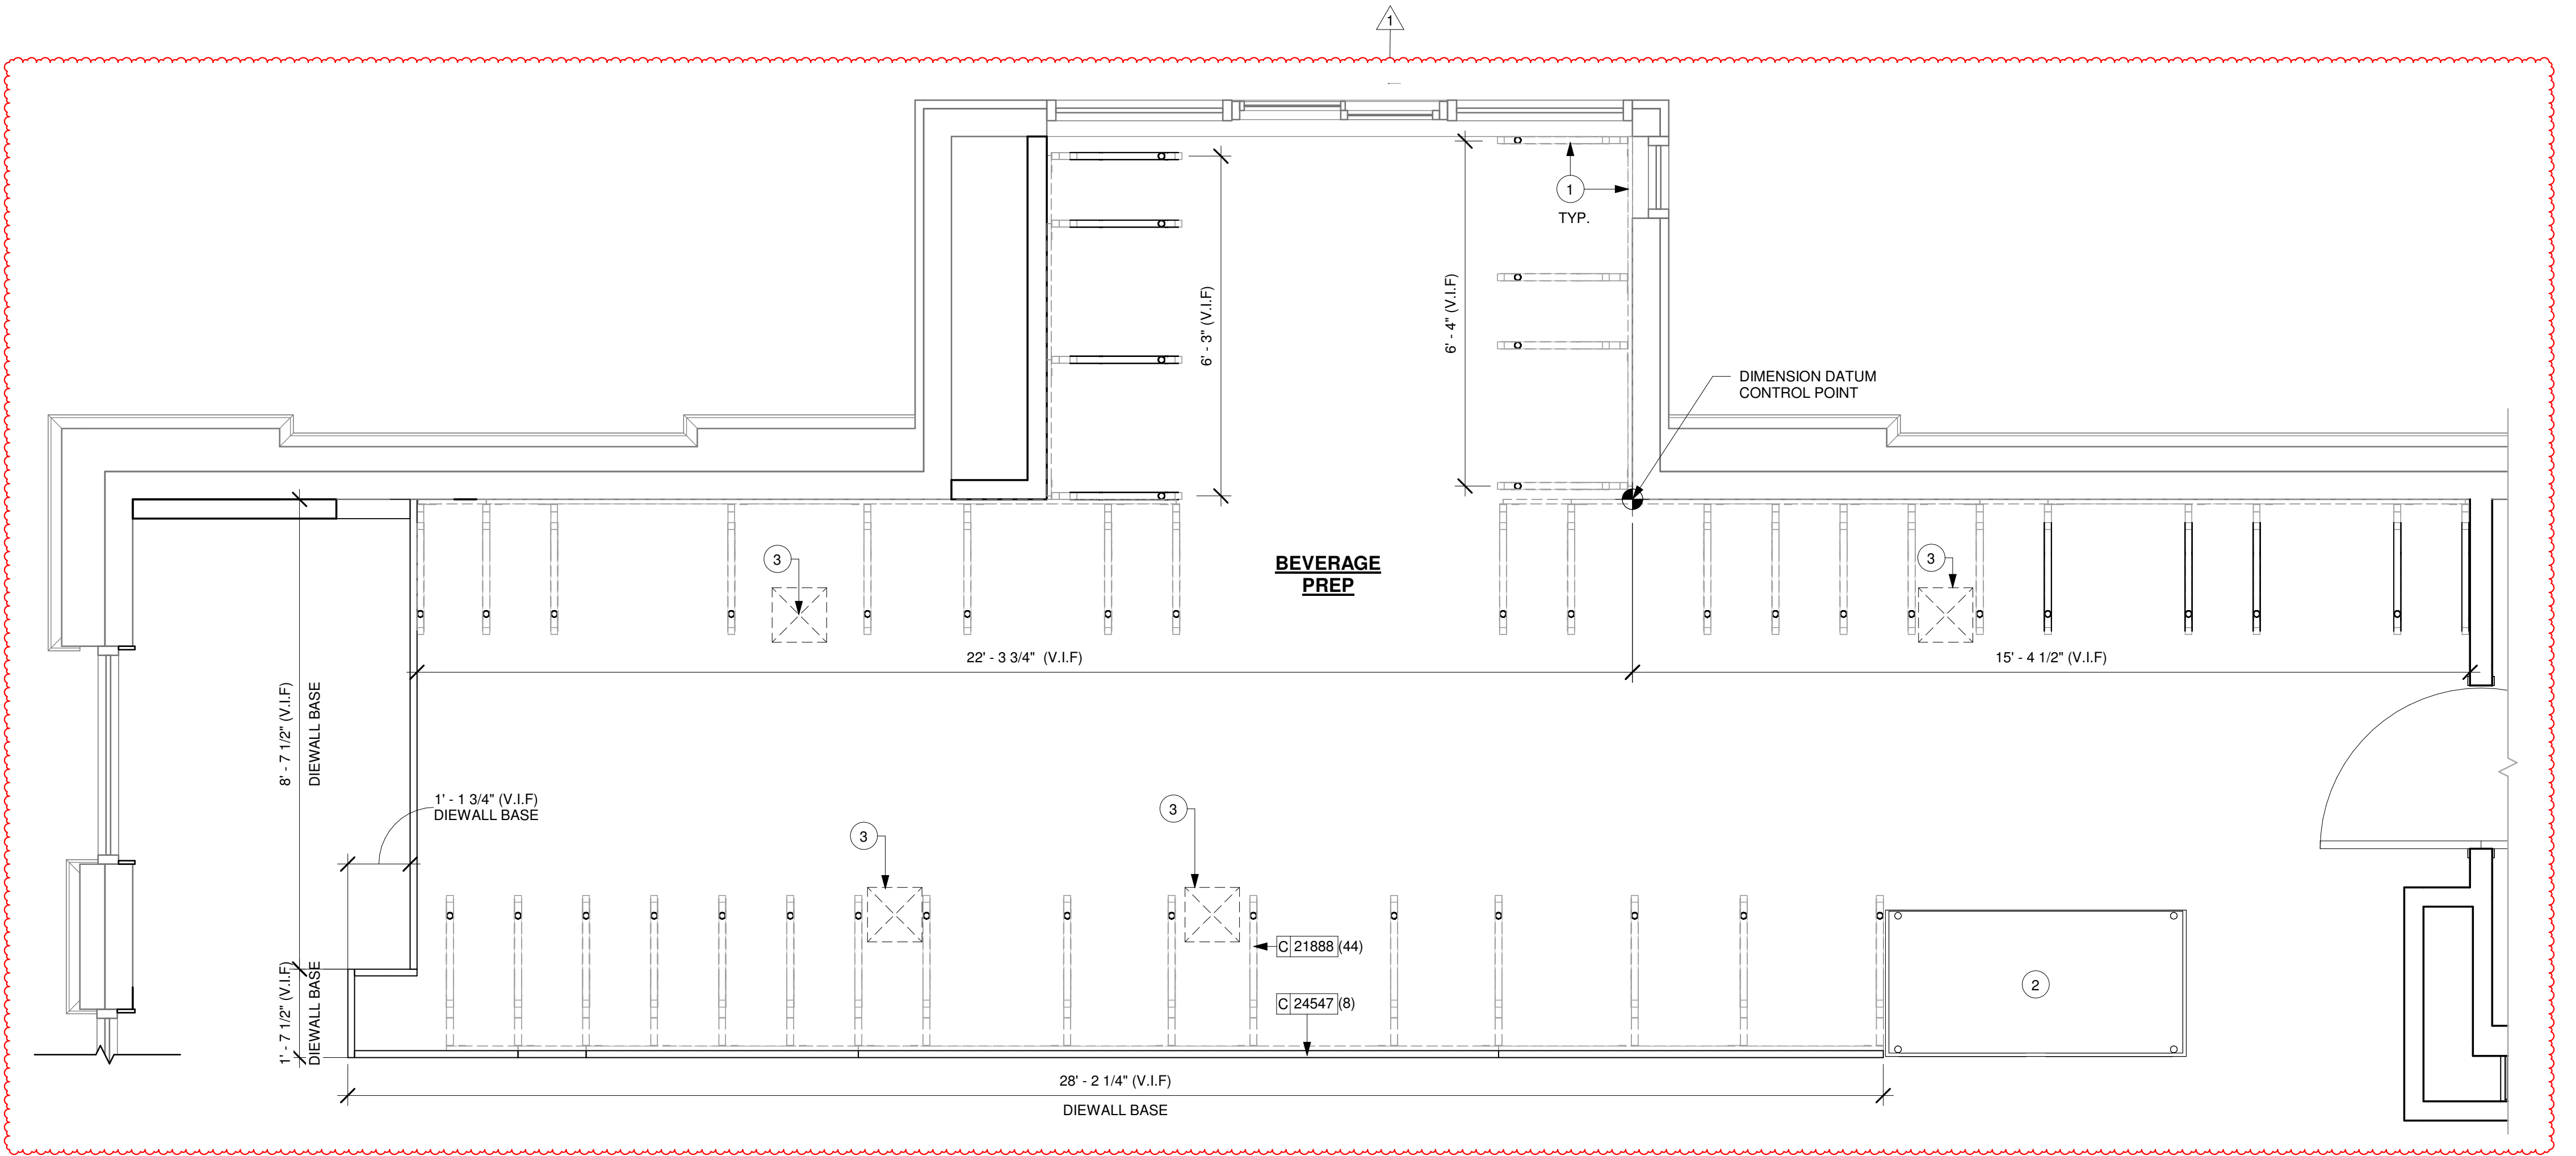 1
1
TYP.
6' - 3" (V.I.F)
6' - 4" (V.I.F)
DIMENSION DATUM
CONTROL POINT
3
BEVERAGE
PREP
3
22' - 3 3/4" (V.I.F)
15' - 4 1/2" (V.I.F)
8' - 7 1/2" (V.I.F)
DIEWALL BASE
1' - 1 3/4" (V.I.F)
DIEWALL BASE
3
3
C 21888 (44)
C 24547 (8)
2
1' - 7 1/2" (V.I.F)
DIEWALL BASE
28' - 2 1/4" (V.I.F)
DIEWALL BASE